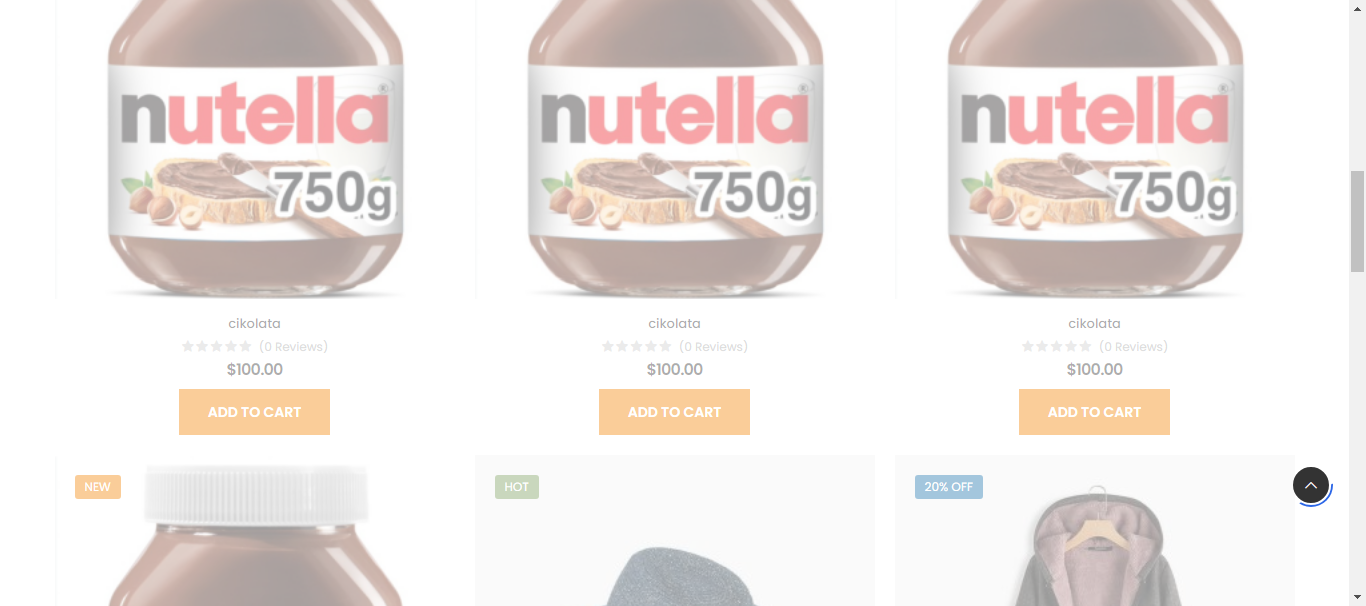 nutella®
nutella®
nutella®
750g
750g
750g
cikolata
cikolata
cikolata
(0 Reviews)
(0 Reviews)
(0 Reviews)
$100.00
$100.00
$100.00
ADD TO CART
ADD TO CART
ADD TO CART
NEW
HOT
20% OFF